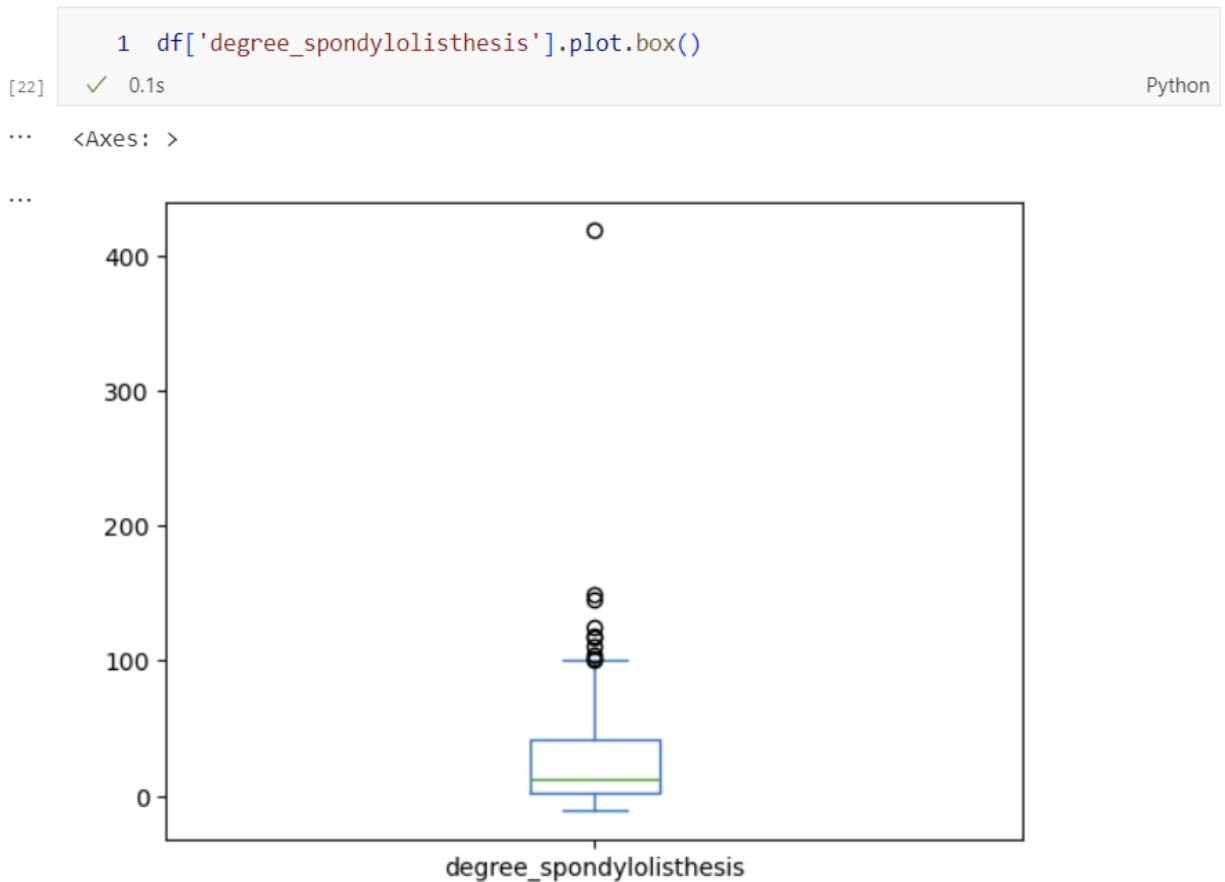 1 df['degree_spondylolisthesis'].plot.box()
[22] ✓ 0.1s Python
... <Axes: >
...
400
300
200
100
0
degree_spondylolisthesis